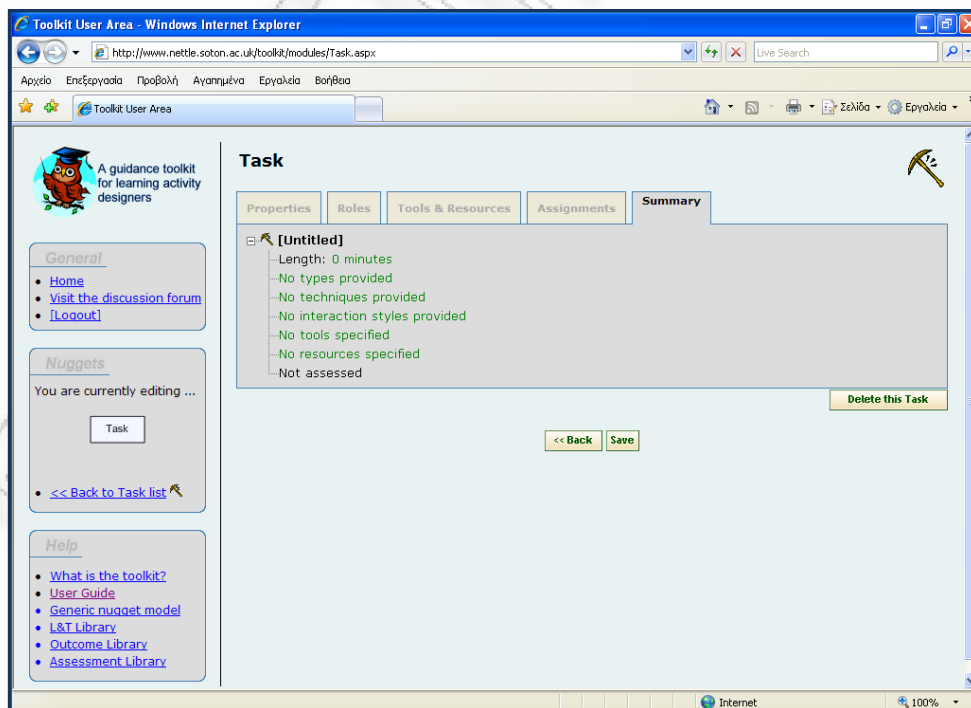 Toolkit User Area - Windows Internet Explorer
http://www.nettle.soton.ac.uk/toolkit/modules/Task.aspx
Live Search
Αρχείο Επεξεργασία Προβολή Αγαπημένα Εργαλεία Βοήθεια
Toolkit User Area
Σελίδα Εργαλεία
A guidance toolkit
for learning activity
designers
Task
Properties Roles Tools & Resources Assignments Summary
[Untitled]
Length: 0 minutes
No types provided
No techniques provided
No interaction styles provided
No tools specified
No resources specified
Not assessed
Delete this Task
<< Back Save
General
Home
Visit the discussion forum
[Logout]
Nuggets
You are currently editing ...
Task
<< Back to Task list
Help
What is the toolkit?
User Guide
Generic nugget model
L&T Library
Outcome Library
Assessment Library
Internet
100%